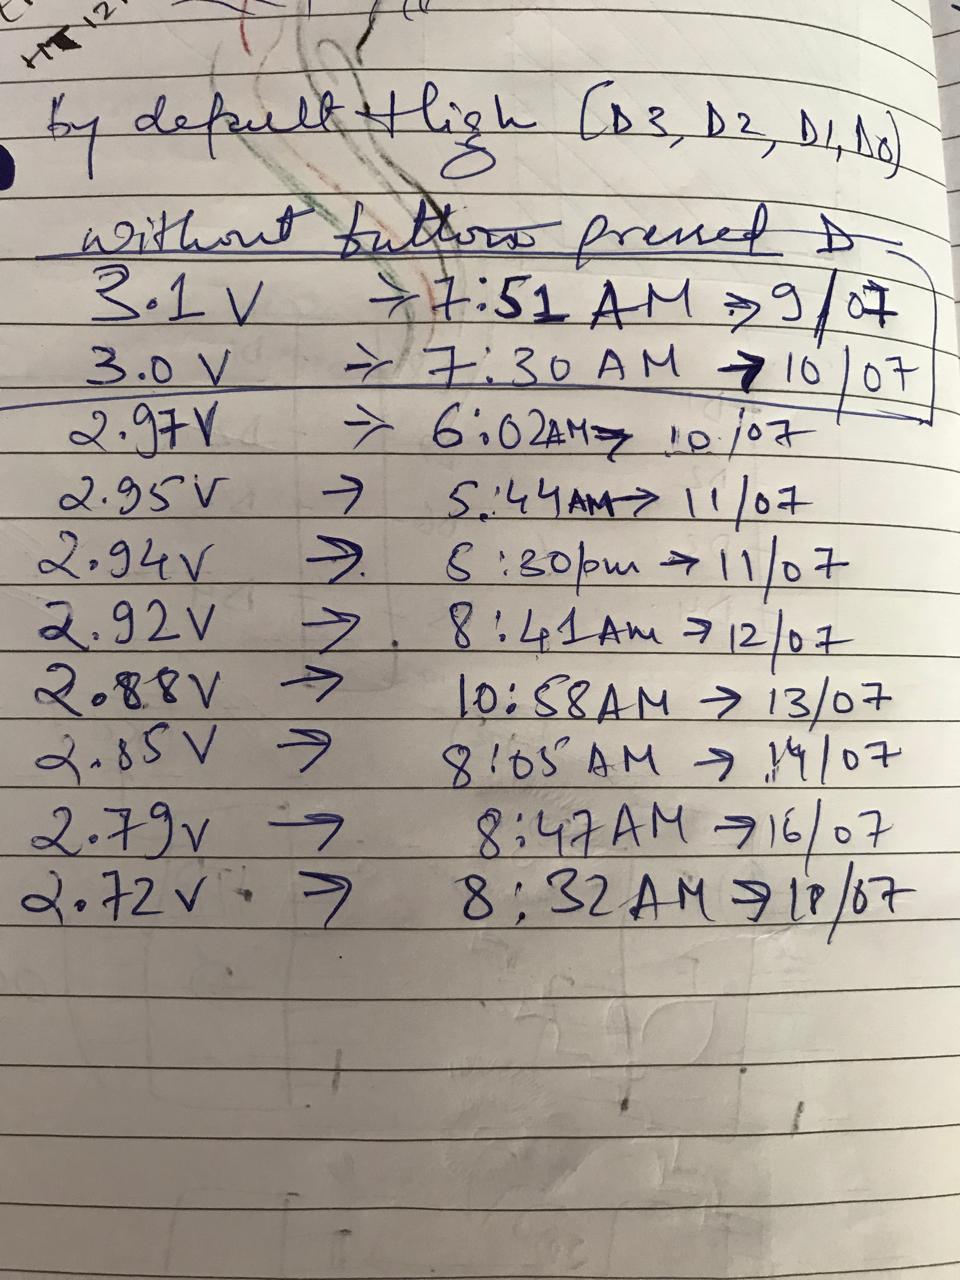 HT 12
by default High (D3, D2, D1, D0)
without button pressed D
3.1 V → 7:51 AM → 9/07
3.0 V → 7:30 AM → 10/07
2.97V → 6:02AM → 10/07
2.95V → 5:44AM → 11/07
2.94V → 5:30pm → 11/07
2.92V → 8:41Am → 12/07
2.88V → 10:58AM → 13/07
2.85V → 8:05 AM → 14/07
2.79v → 8:47AM → 16/07
2.72V → 8:32AM → 18/07